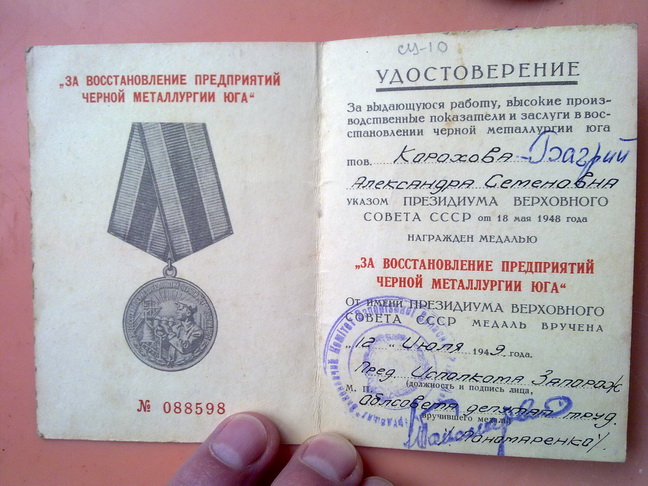 „ЗА ВОССТАНОВЛЕНИЕ ПРЕДПРИЯТИЙ
ЧЕРНОЙ МЕТАЛЛУРГИИ ЮГА“
№ 088598
су-10
УДОСТОВЕРЕНИЕ
За выдающуюся работу, высокие произ-
водственные показатели и заслуги в вос-
становлении черной металлургии юга
тов. Карахова-Багрий
Александра Семеновна
указом ПРЕЗИДИУМА ВЕРХОВНОГО
СОВЕТА СССР от 18 мая 1948 года
НАГРАЖДЕН МЕДАЛЬЮ
„ЗА ВОССТАНОВЛЕНИЕ ПРЕДПРИЯТИЙ
ЧЕРНОЙ МЕТАЛЛУРГИИ ЮГА“
От имени ПРЕЗИДИУМА ВЕРХОВНОГО
СОВЕТА СССР МЕДАЛЬ ВРУЧЕНА
„12“ Июля 1949 года.
Пред. Исполкома Запорож
(должность и подпись лица,
М. П. Облсовета депутат. труд.
вручившего медаль)
/Пономаренко/